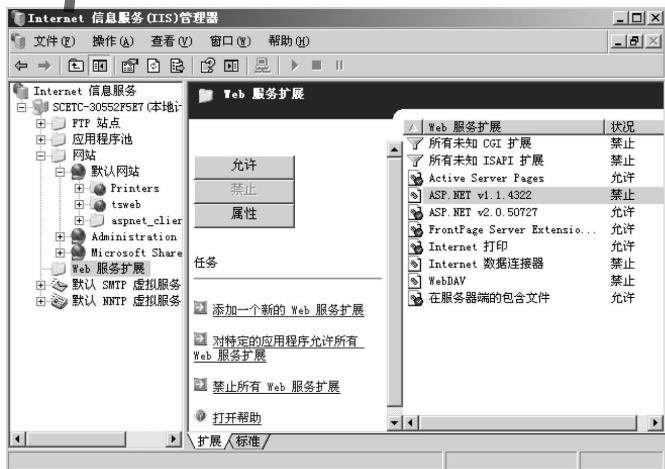 Internet 信息服务(IIS)管理器
文件(F) 操作(A) 查看(V) 窗口(W) 帮助(H)
Internet 信息服务
SCETC-30552F5E7(本地计
FTP 站点
应用程序池
网站
默认网站
Printers
tsweb
aspnet_clier
Administration
Microsoft Share
Web 服务扩展
默认 SMTP 虚拟服务
默认 NNTP 虚拟服务
Web 服务扩展
允许
禁止
属性
任务
添加一个新的 Web 服务扩展
对特定的应用程序允许所有
Web 服务扩展
禁止所有 Web 服务扩展
打开帮助
Web 服务扩展 状况
所有未知 CGI 扩展 禁止
所有未知 ISAPI 扩展 禁止
Active Server Pages 允许
ASP.NET v1.1.4322 禁止
ASP.NET v2.0.50727 允许
FrontPage Server Extensio... 允许
Internet 打印 允许
Internet 数据连接器 禁止
WebDAV 禁止
在服务器端的包含文件 允许
扩展 标准